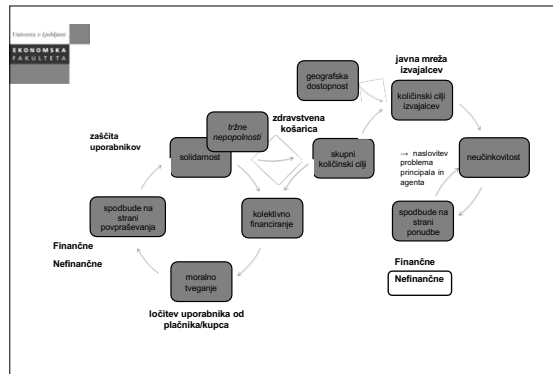 Univerza v Ljubljani
EKONOMSKA
FAKULTETA
javna mreža
izvajalcev
geografska
dostopnost
količinski cilji
izvajalcev
tržne
nepopolnosti
zdravstvena
košarica
zaščita
uporabnikov
solidarnost
skupni
količinski cilji
→ naslovitev
problema
principala in
agenta
neučinkovitost
spodbude na
strani
povpraševanja
kolektivno
financiranje
spodbude na
strani
ponudbe
Finančne
Nefinančne
Finančne
Nefinančne
moralno
tveganje
ločitev uporabnika od
plačnika/kupca